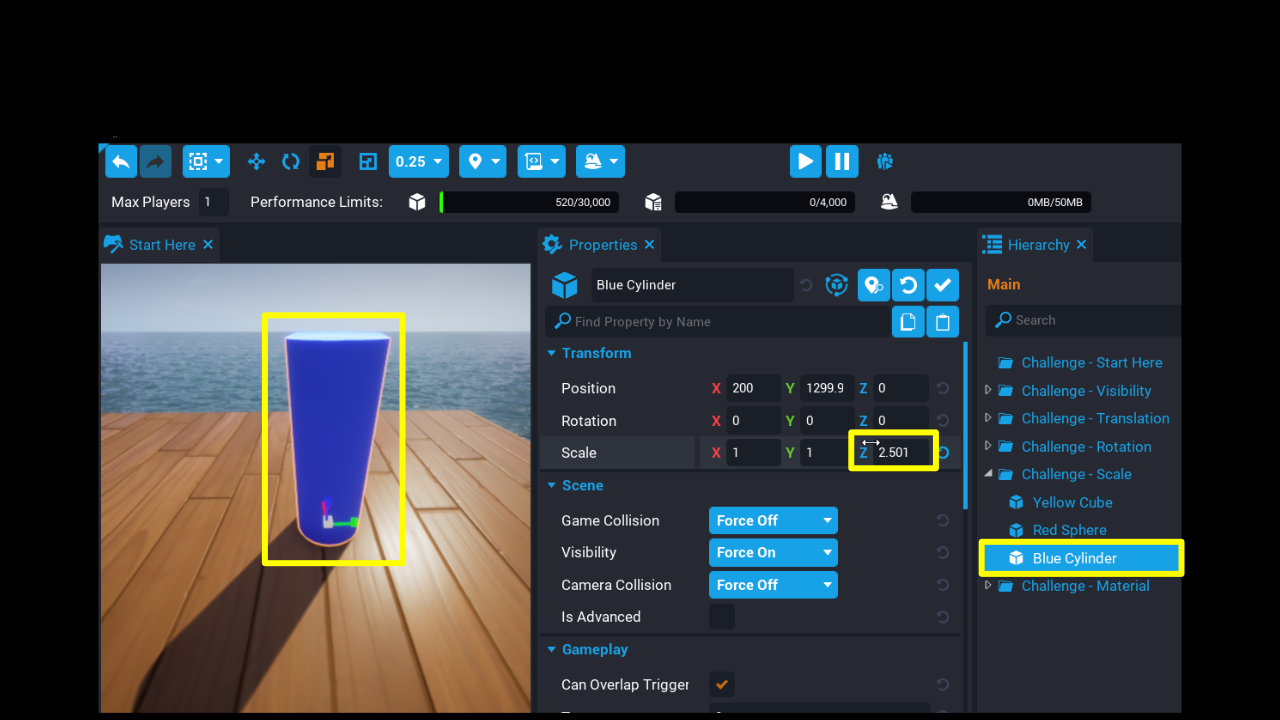 0.25
Max Players 1 Performance Limits: 520/30,000 0/4,000 0MB/50MB
Start Here
Properties
Hierarchy
Blue Cylinder
Find Property by Name
Transform
Position X 200 Y 1299.9 Z 0
Rotation X 0 Y 0 Z 0
Scale X 1 Y 1 Z 2.501
Scene
Game Collision Force Off
Visibility Force On
Camera Collision Force Off
Is Advanced
Gameplay
Can Overlap Trigger
Main
Search
Challenge - Start Here
Challenge - Visibility
Challenge - Translation
Challenge - Rotation
Challenge - Scale
Yellow Cube
Red Sphere
Blue Cylinder
Challenge - Material